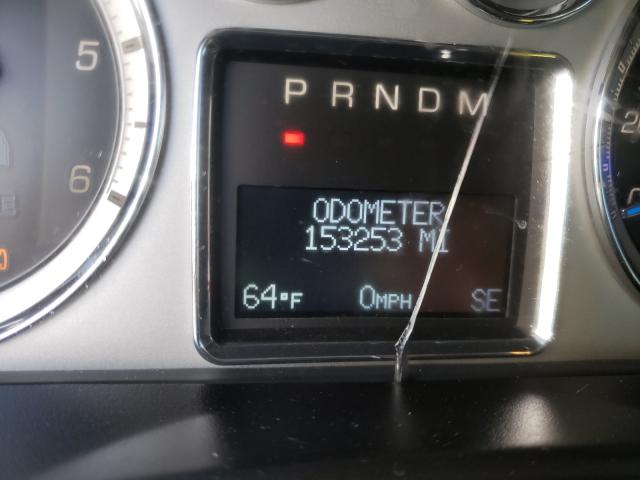 5
6
P R N D M
ODOMETER
153253 MI
64°F 0MPH SE